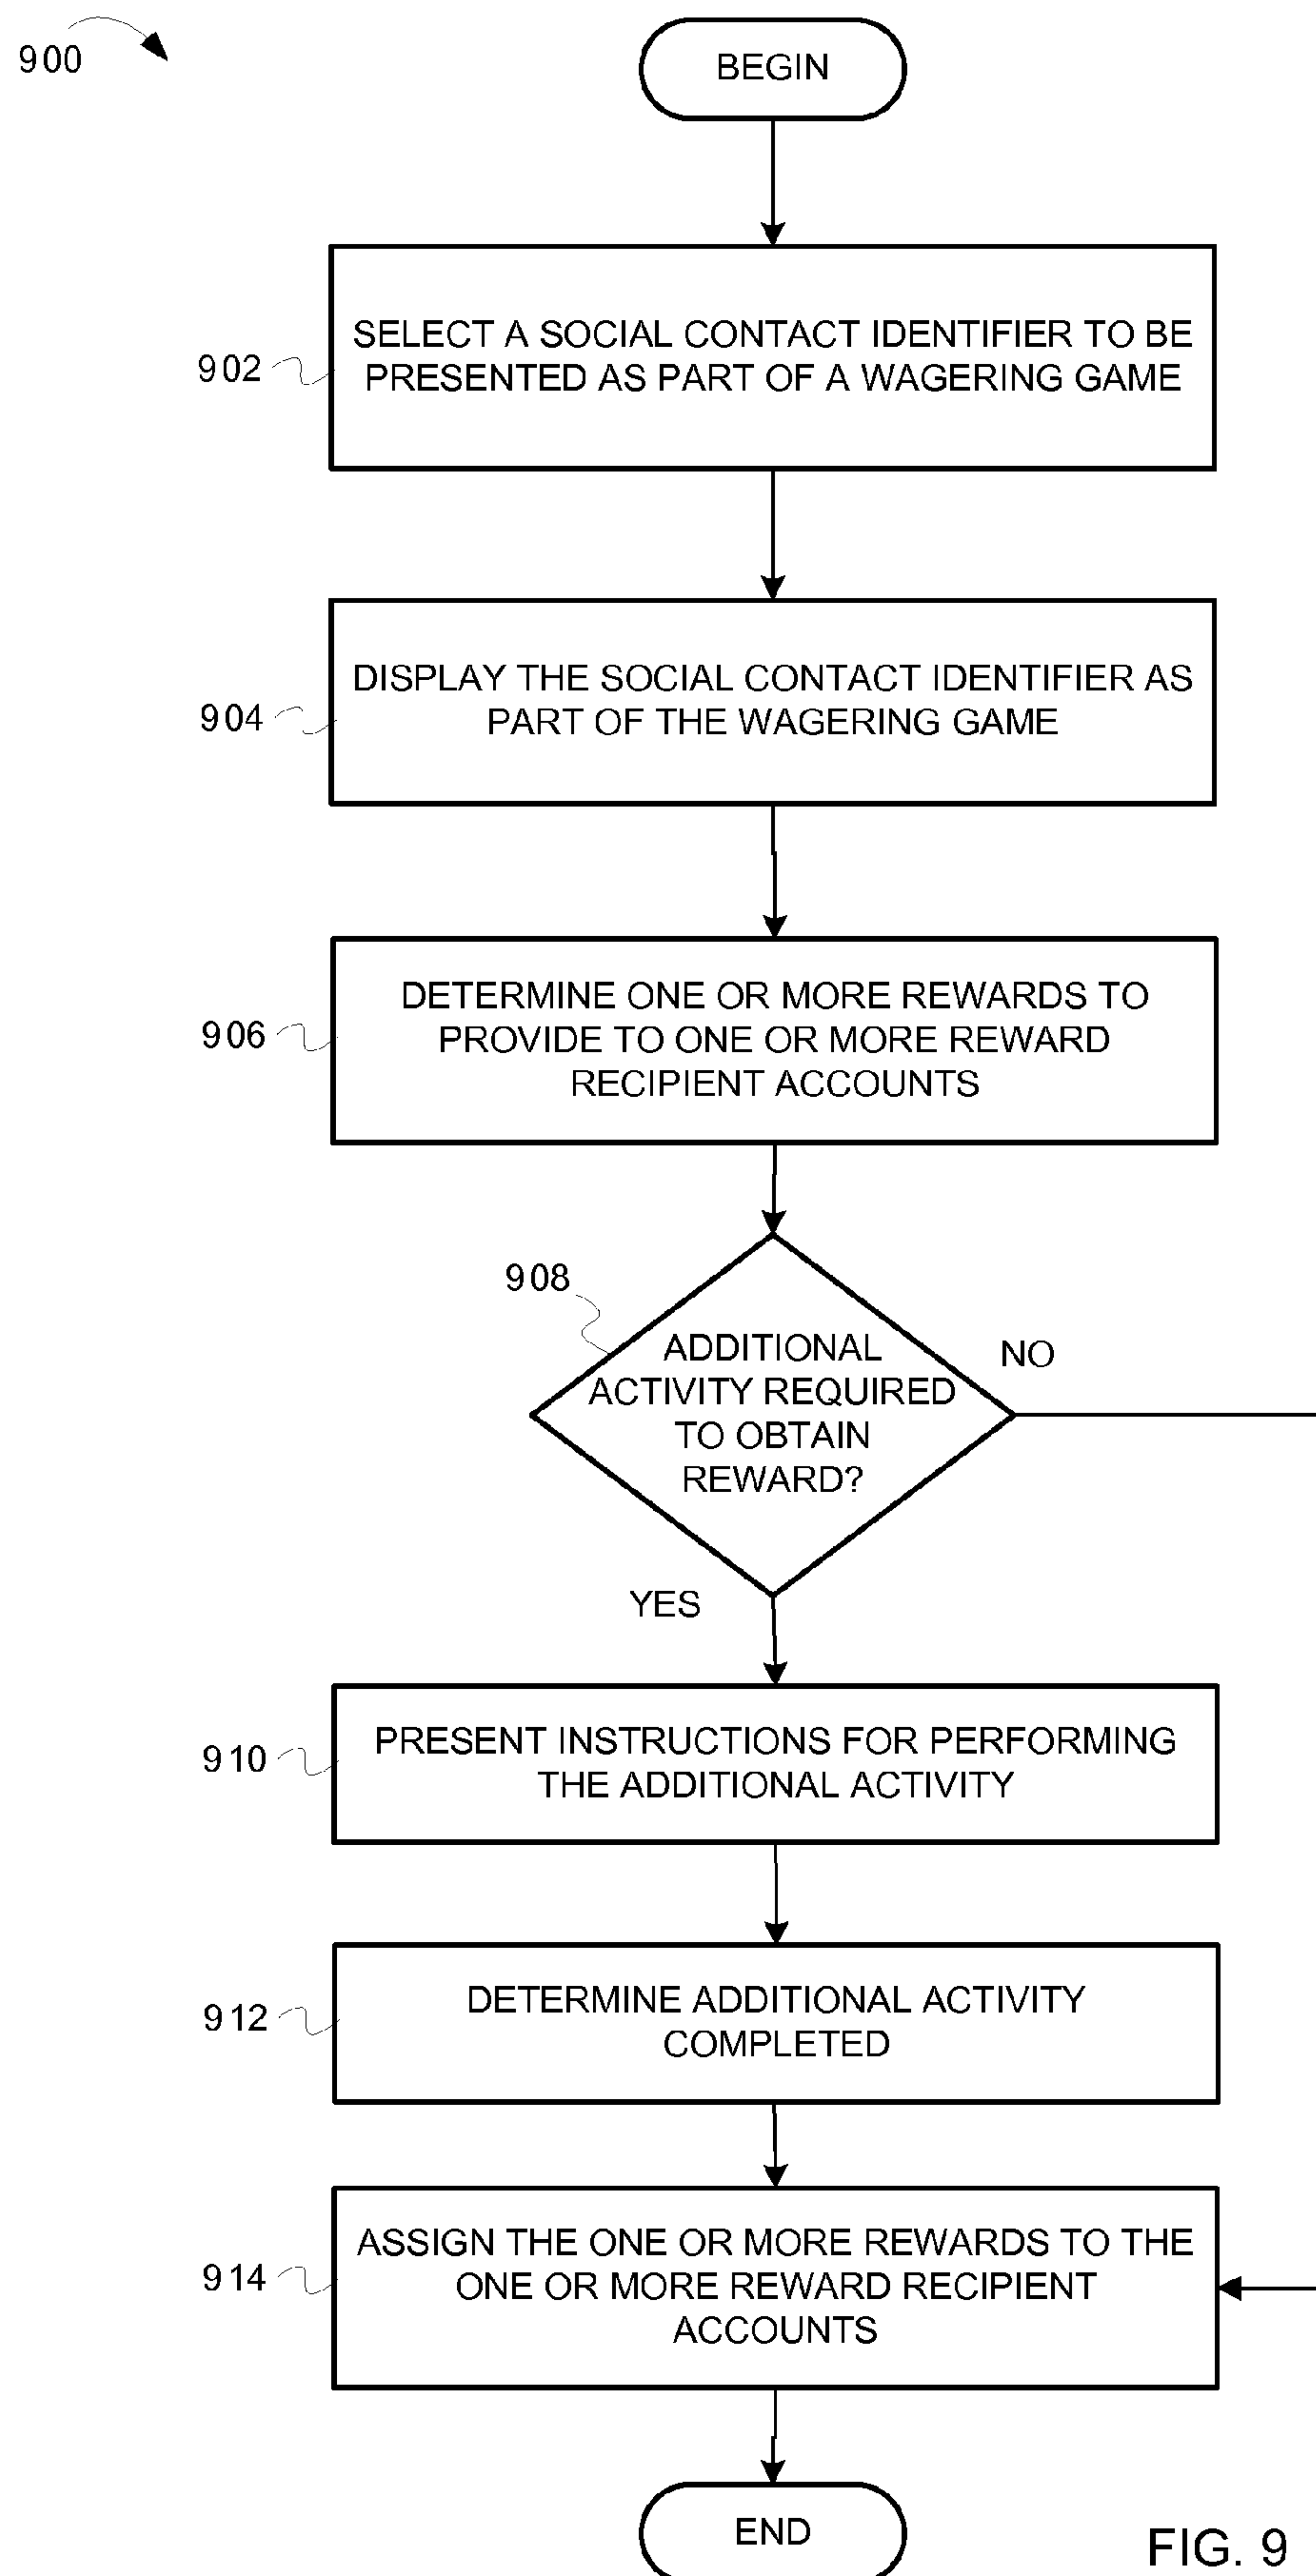 900
BEGIN
902
SELECT A SOCIAL CONTACT IDENTIFIER TO BE
PRESENTED AS PART OF A WAGERING GAME
904
DISPLAY THE SOCIAL CONTACT IDENTIFIER AS
PART OF THE WAGERING GAME
906
DETERMINE ONE OR MORE REWARDS TO
PROVIDE TO ONE OR MORE REWARD
RECIPIENT ACCOUNTS
908
ADDITIONAL
ACTIVITY REQUIRED
TO OBTAIN
REWARD?
NO
YES
910
PRESENT INSTRUCTIONS FOR PERFORMING
THE ADDITIONAL ACTIVITY
912
DETERMINE ADDITIONAL ACTIVITY
COMPLETED
914
ASSIGN THE ONE OR MORE REWARDS TO THE
ONE OR MORE REWARD RECIPIENT
ACCOUNTS
END
FIG. 9